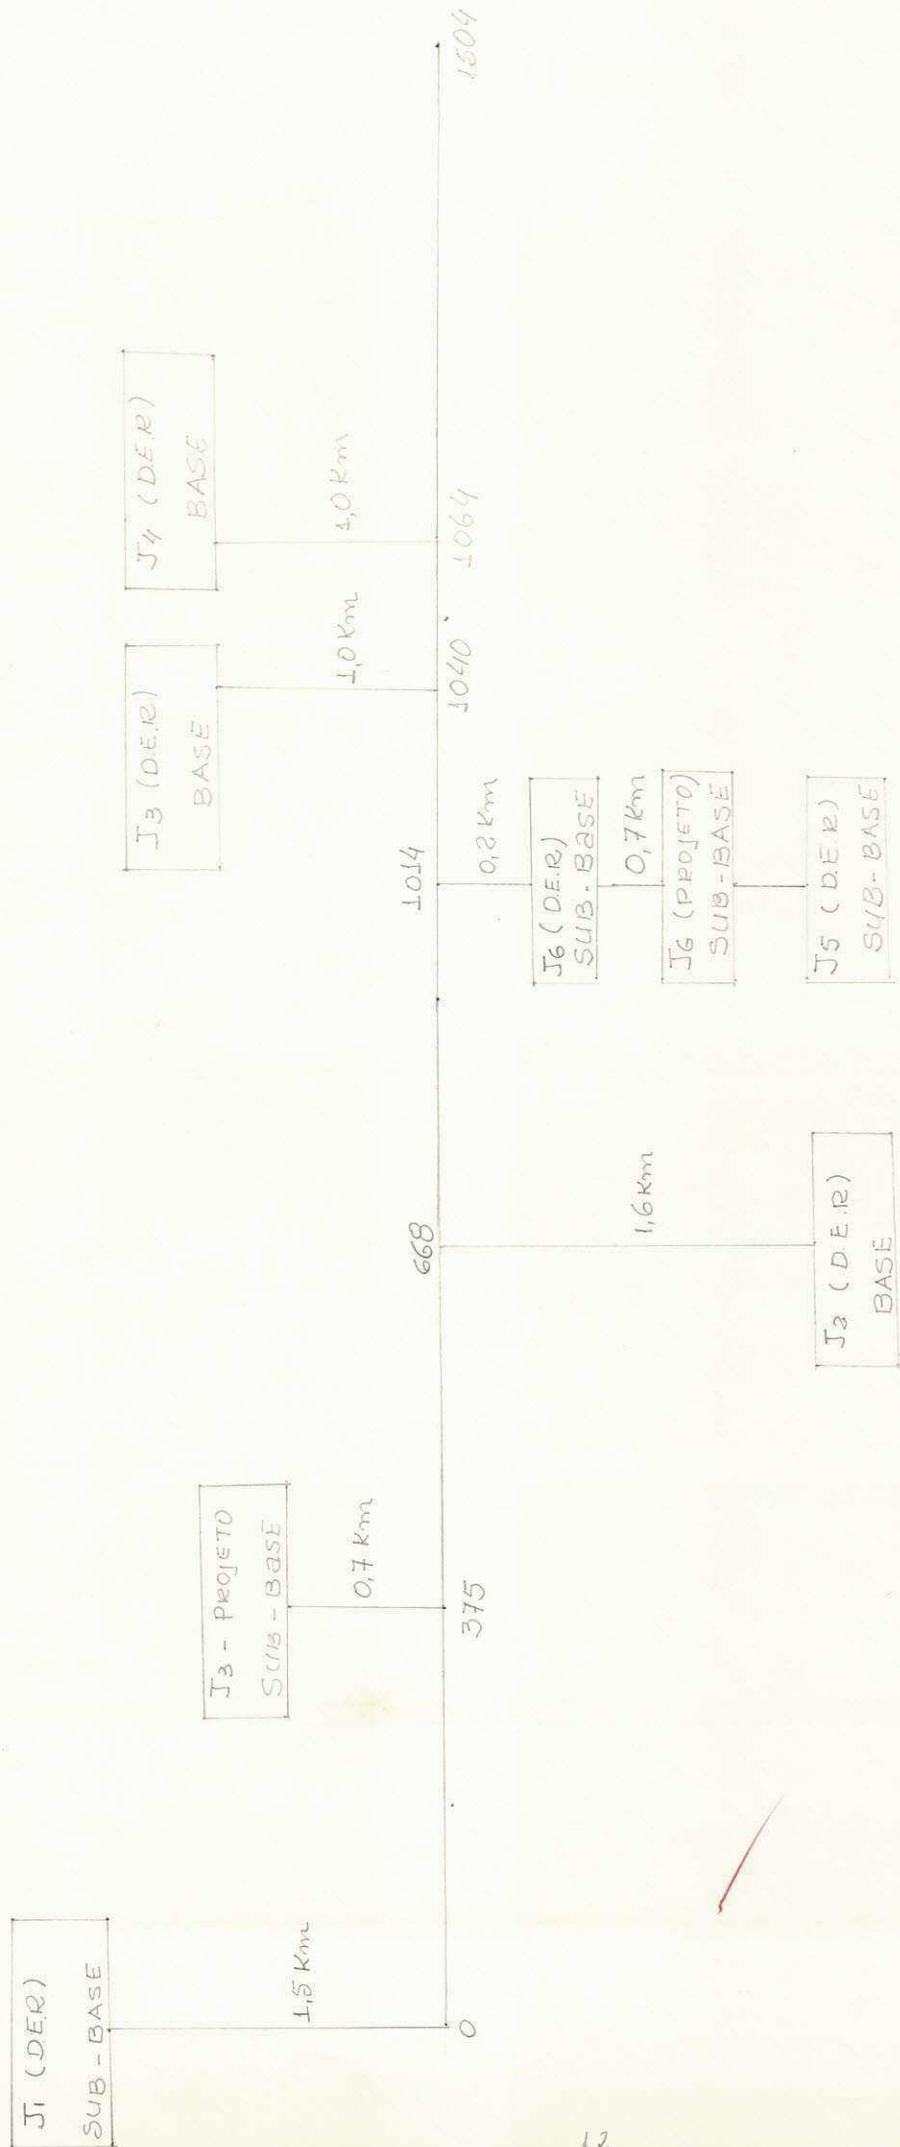 J1 (D.E.R)
SUB-BASE
1,5 Km
0
J3 - PROJETO
SUB-BASE
0,7 Km
375
668
1,6 Km
J2 (D.E.R)
BASE
1014
0,2 Km
J6 (D.E.R)
SUB-BASE
0,7 Km
J6 (PROJETO)
SUB-BASE
J5 (D.E.R)
SUB-BASE
J3 (D.E.R)
BASE
1,0 Km
1040
J4 (D.E.R)
BASE
1,0 Km
1064
1504
12